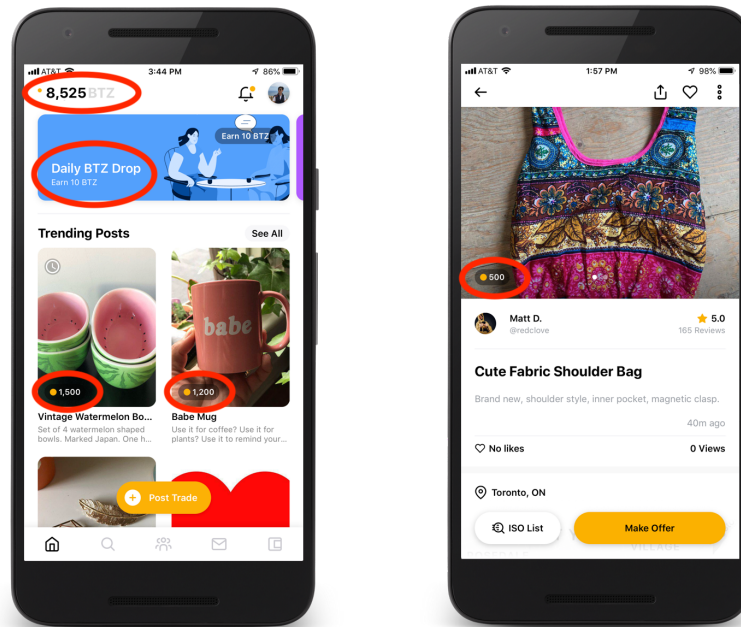 AT&T
3:44 PM
86%
8,525 BTZ
Earn 10 BTZ
Daily BTZ Drop
Earn 10 BTZ
Trending Posts
See All
babe
1,500
1,200
Vintage Watermelon Bo...
Set of 4 watermelon shaped
bowls. Marked Japan. One h...
Babe Mug
Use it for coffee? Use it for
plants? Use it to remind your...
Post Trade
AT&T
1:57 PM
98%
500
Matt D.
@redclove
5.0
165 Reviews
Cute Fabric Shoulder Bag
Brand new, shoulder style, inner pocket, magnetic clasp.
40m ago
No likes
0 Views
Toronto, ON
ISO List
Make Offer
VILLAGE